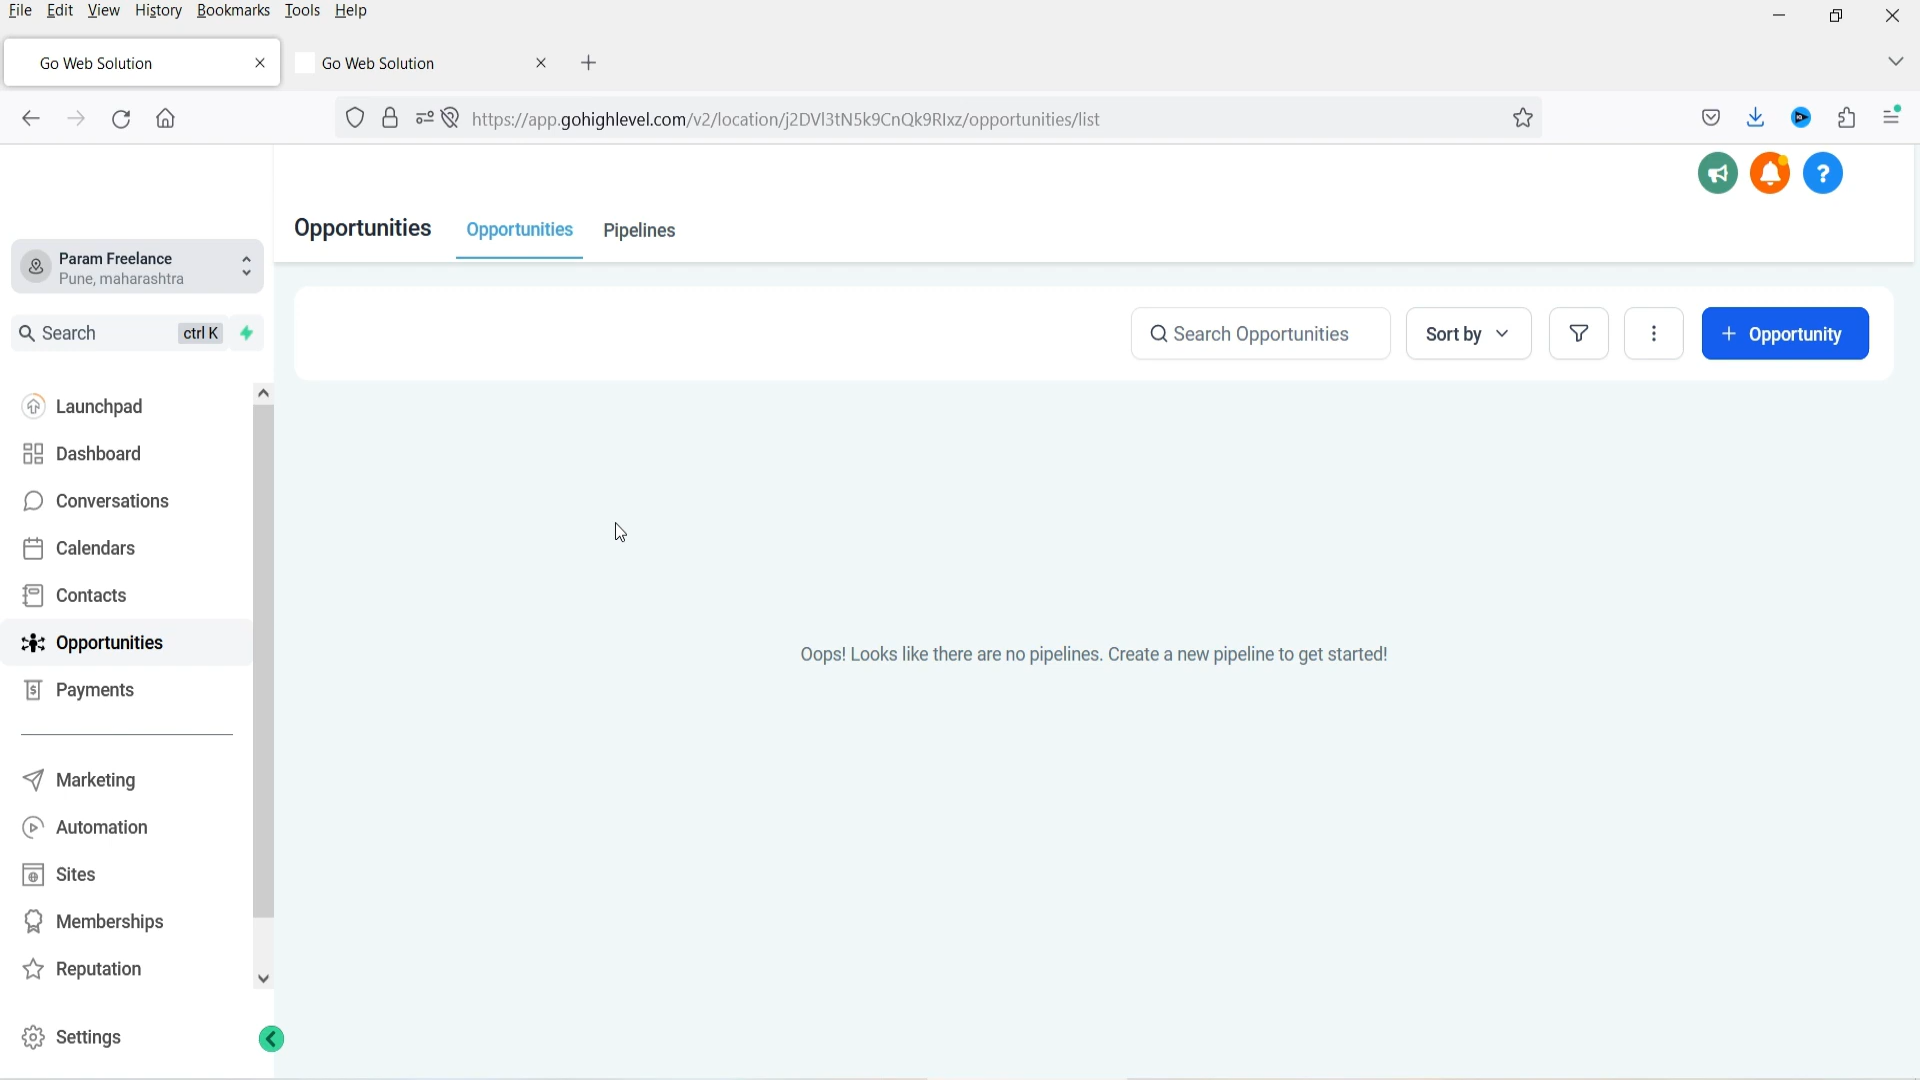 File Edit View History Bookmarks Tools Help
Go Web Solution
Go Web Solution
https://app.gohighlevel.com/v2/location/j2DVl3tN5k9CnQk9Rlxz/opportunities/list
Opportunities Opportunities Pipelines
Param Freelance
Pune, maharashtra
Search ctrl K
Search Opportunities Sort by + Opportunity
Launchpad
Dashboard
Conversations
Calendars
Contacts
Opportunities
Payments
Oops! Looks like there are no pipelines. Create a new pipeline to get started!
Marketing
Automation
Sites
Memberships
Reputation
Settings